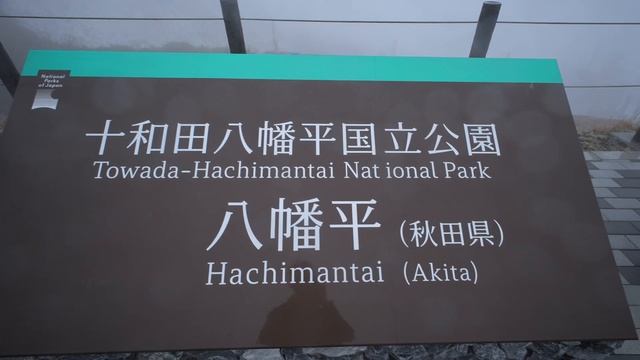 National
Parks
of Japan
十和田八幡平国立公園
Towada-Hachimantai National Park
八幡平（秋田県）
Hachimantai (Akita)